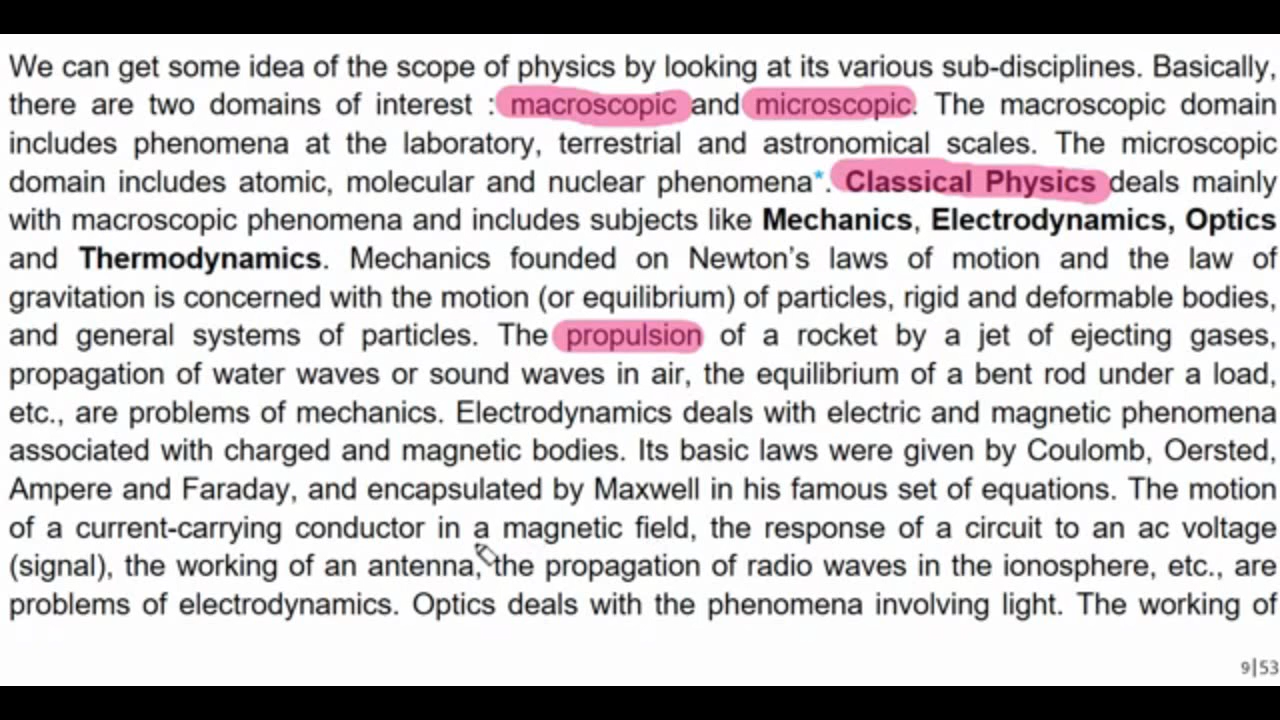 We can get some idea of the scope of physics by looking at its various sub-disciplines. Basically,
there are two domains of interest : macroscopic and microscopic. The macroscopic domain
includes phenomena at the laboratory, terrestrial and astronomical scales. The microscopic
domain includes atomic, molecular and nuclear phenomena*. Classical Physics deals mainly
with macroscopic phenomena and includes subjects like Mechanics, Electrodynamics, Optics
and Thermodynamics. Mechanics founded on Newton’s laws of motion and the law of
gravitation is concerned with the motion (or equilibrium) of particles, rigid and deformable bodies,
and general systems of particles. The propulsion of a rocket by a jet of ejecting gases,
propagation of water waves or sound waves in air, the equilibrium of a bent rod under a load,
etc., are problems of mechanics. Electrodynamics deals with electric and magnetic phenomena
associated with charged and magnetic bodies. Its basic laws were given by Coulomb, Oersted,
Ampere and Faraday, and encapsulated by Maxwell in his famous set of equations. The motion
of a current-carrying conductor in a magnetic field, the response of a circuit to an ac voltage
(signal), the working of an antenna, the propagation of radio waves in the ionosphere, etc., are
problems of electrodynamics. Optics deals with the phenomena involving light. The working of
9|53